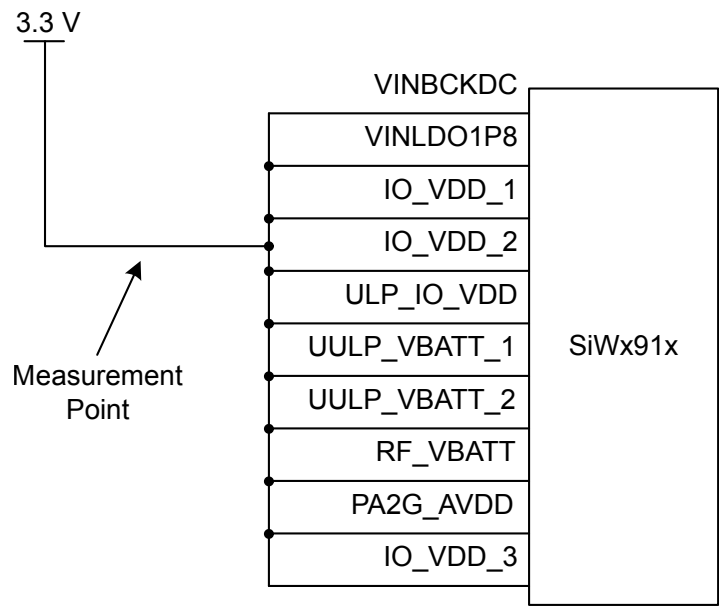 3.3 V
VINBCKDC
VINLDO1P8
IO_VDD_1
IO_VDD_2
ULP_IO_VDD
UULP_VBATT_1
UULP_VBATT_2
RF_VBATT
PA2G_AVDD
IO_VDD_3
SiWx91x
Measurement
Point